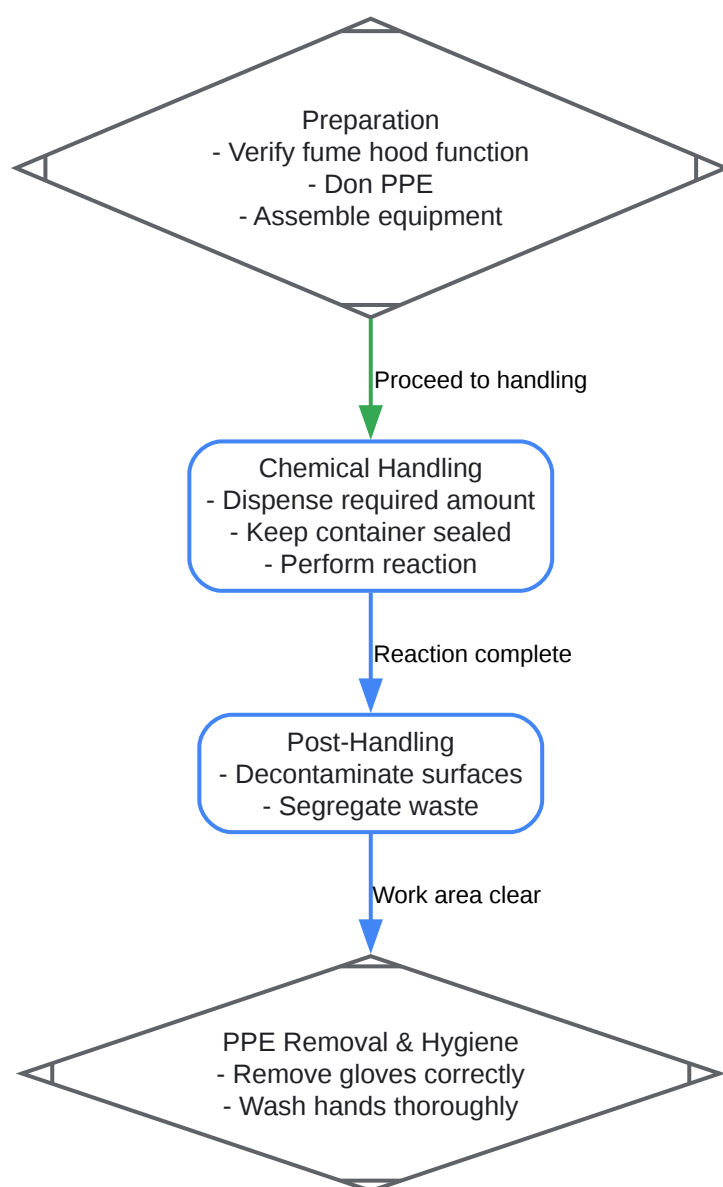 Preparation
- Verify fume hood function
- Don PPE
- Assemble equipment
Proceed to handling
Chemical Handling
- Dispense required amount
- Keep container sealed
- Perform reaction
Reaction complete
Post-Handling
- Decontaminate surfaces
- Segregate waste
Work area clear
PPE Removal & Hygiene
- Remove gloves correctly
- Wash hands thoroughly